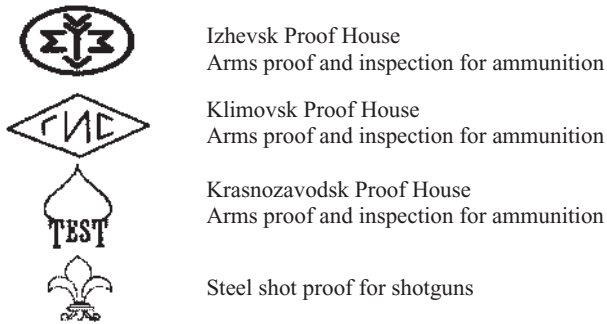 Izhevsk Proof House
Arms proof and inspection for ammunition
ГИС
Klimovsk Proof House
Arms proof and inspection for ammunition
TEST
Krasnozavodsk Proof House
Arms proof and inspection for ammunition
Steel shot proof for shotguns